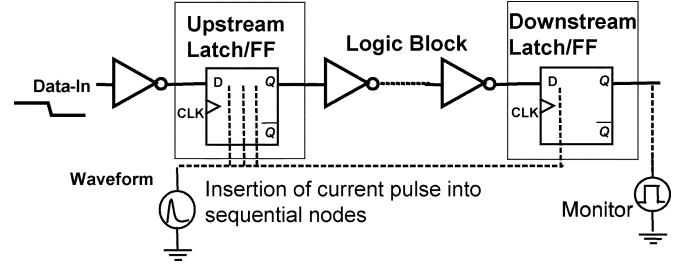 Upstream
Latch/FF
Downstream
Latch/FF
Logic Block
Data-In
D
Q
CLK
Q
D
Q
CLK
Q
Waveform
Insertion of current pulse into
sequential nodes
Monitor